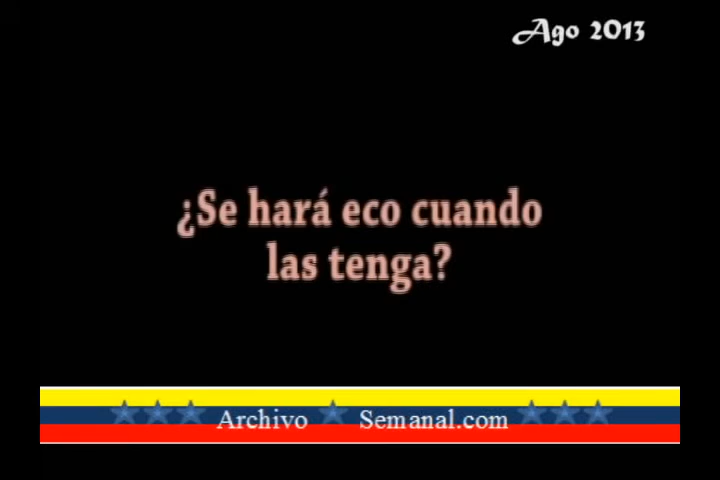 Ago 2013
¿Se hará eco cuando
las tenga?
Archivo Semanal.com